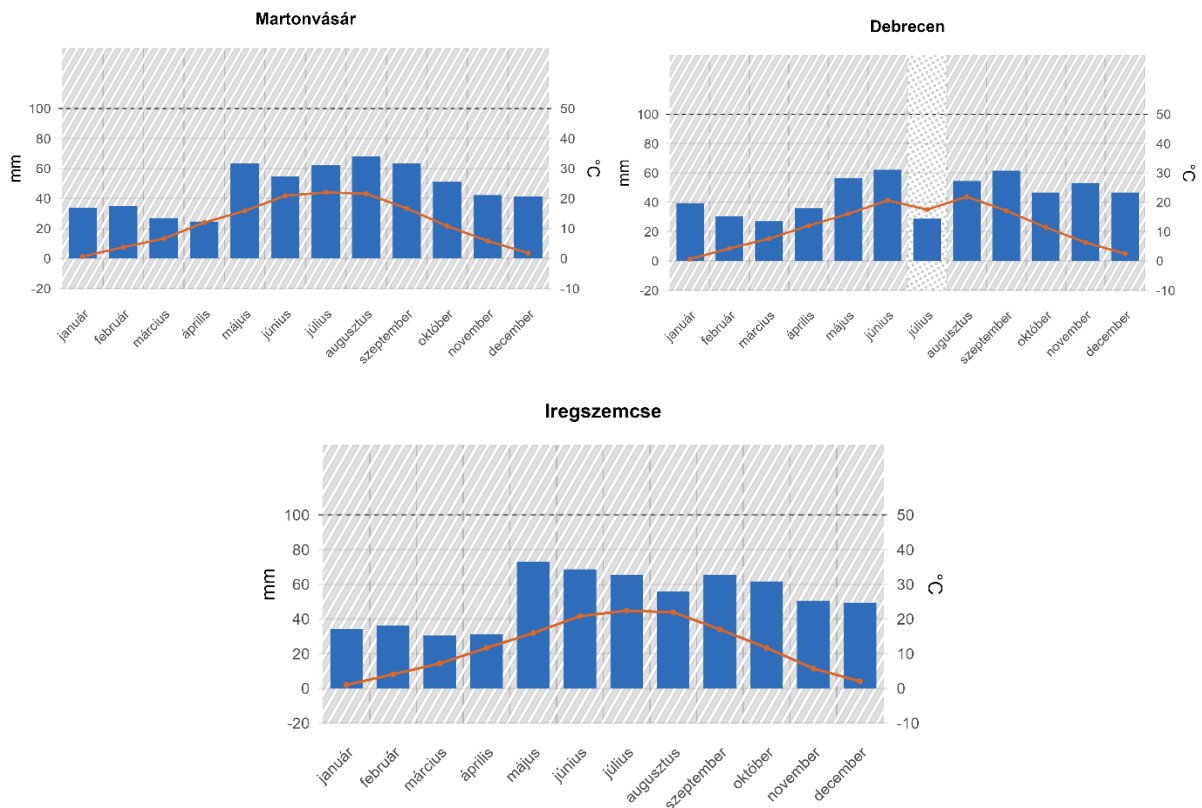 Martonvásár
mm
100
80
60
40
20
0
-20
50
40
30
20
10
0
-10
°C
január
február
március
április
május
június
július
augusztus
szeptember
október
november
december
Debrecen
mm
100
80
60
40
20
0
-20
50
40
30
20
10
0
-10
°C
január
február
március
április
május
június
július
augusztus
szeptember
október
november
december
Iregszemcse
mm
100
80
60
40
20
0
-20
50
40
30
20
10
0
-10
°C
január
február
március
április
május
június
július
augusztus
szeptember
október
november
december